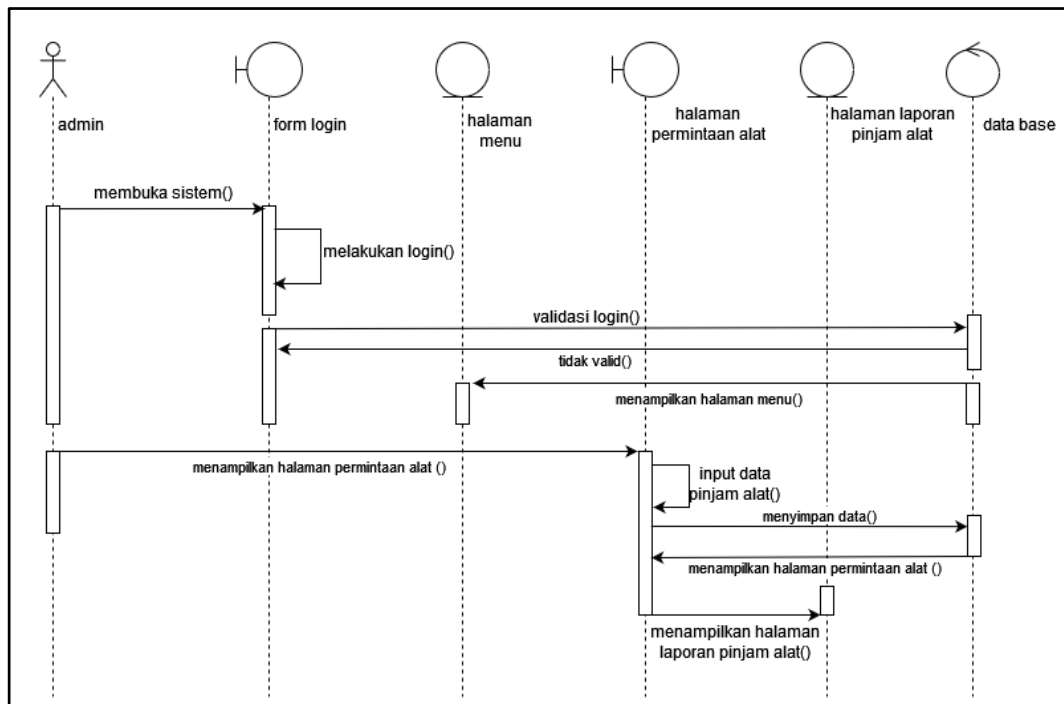 admin
form login
halaman
menu
halaman
permintaan alat
halaman laporan
pinjam alat
data base
membuka sistem()
melakukan login()
validasi login()
tidak valid()
menampilkan halaman menu()
menampilkan halaman permintaan alat ()
input data
pinjam alat()
menyimpan data()
menampilkan halaman permintaan alat ()
menampilkan halaman
laporan pinjam alat()